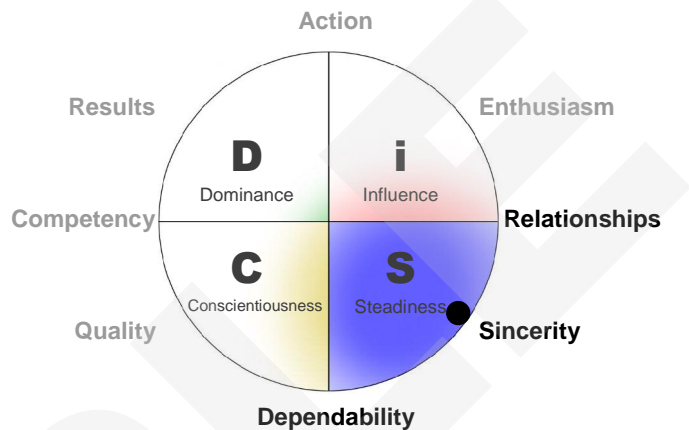 Action
Results
Enthusiasm
D
i
Dominance
Influence
Competency
Relationships
C
S
Conscientiousness
Steadiness
Quality
Sincerity
Dependability